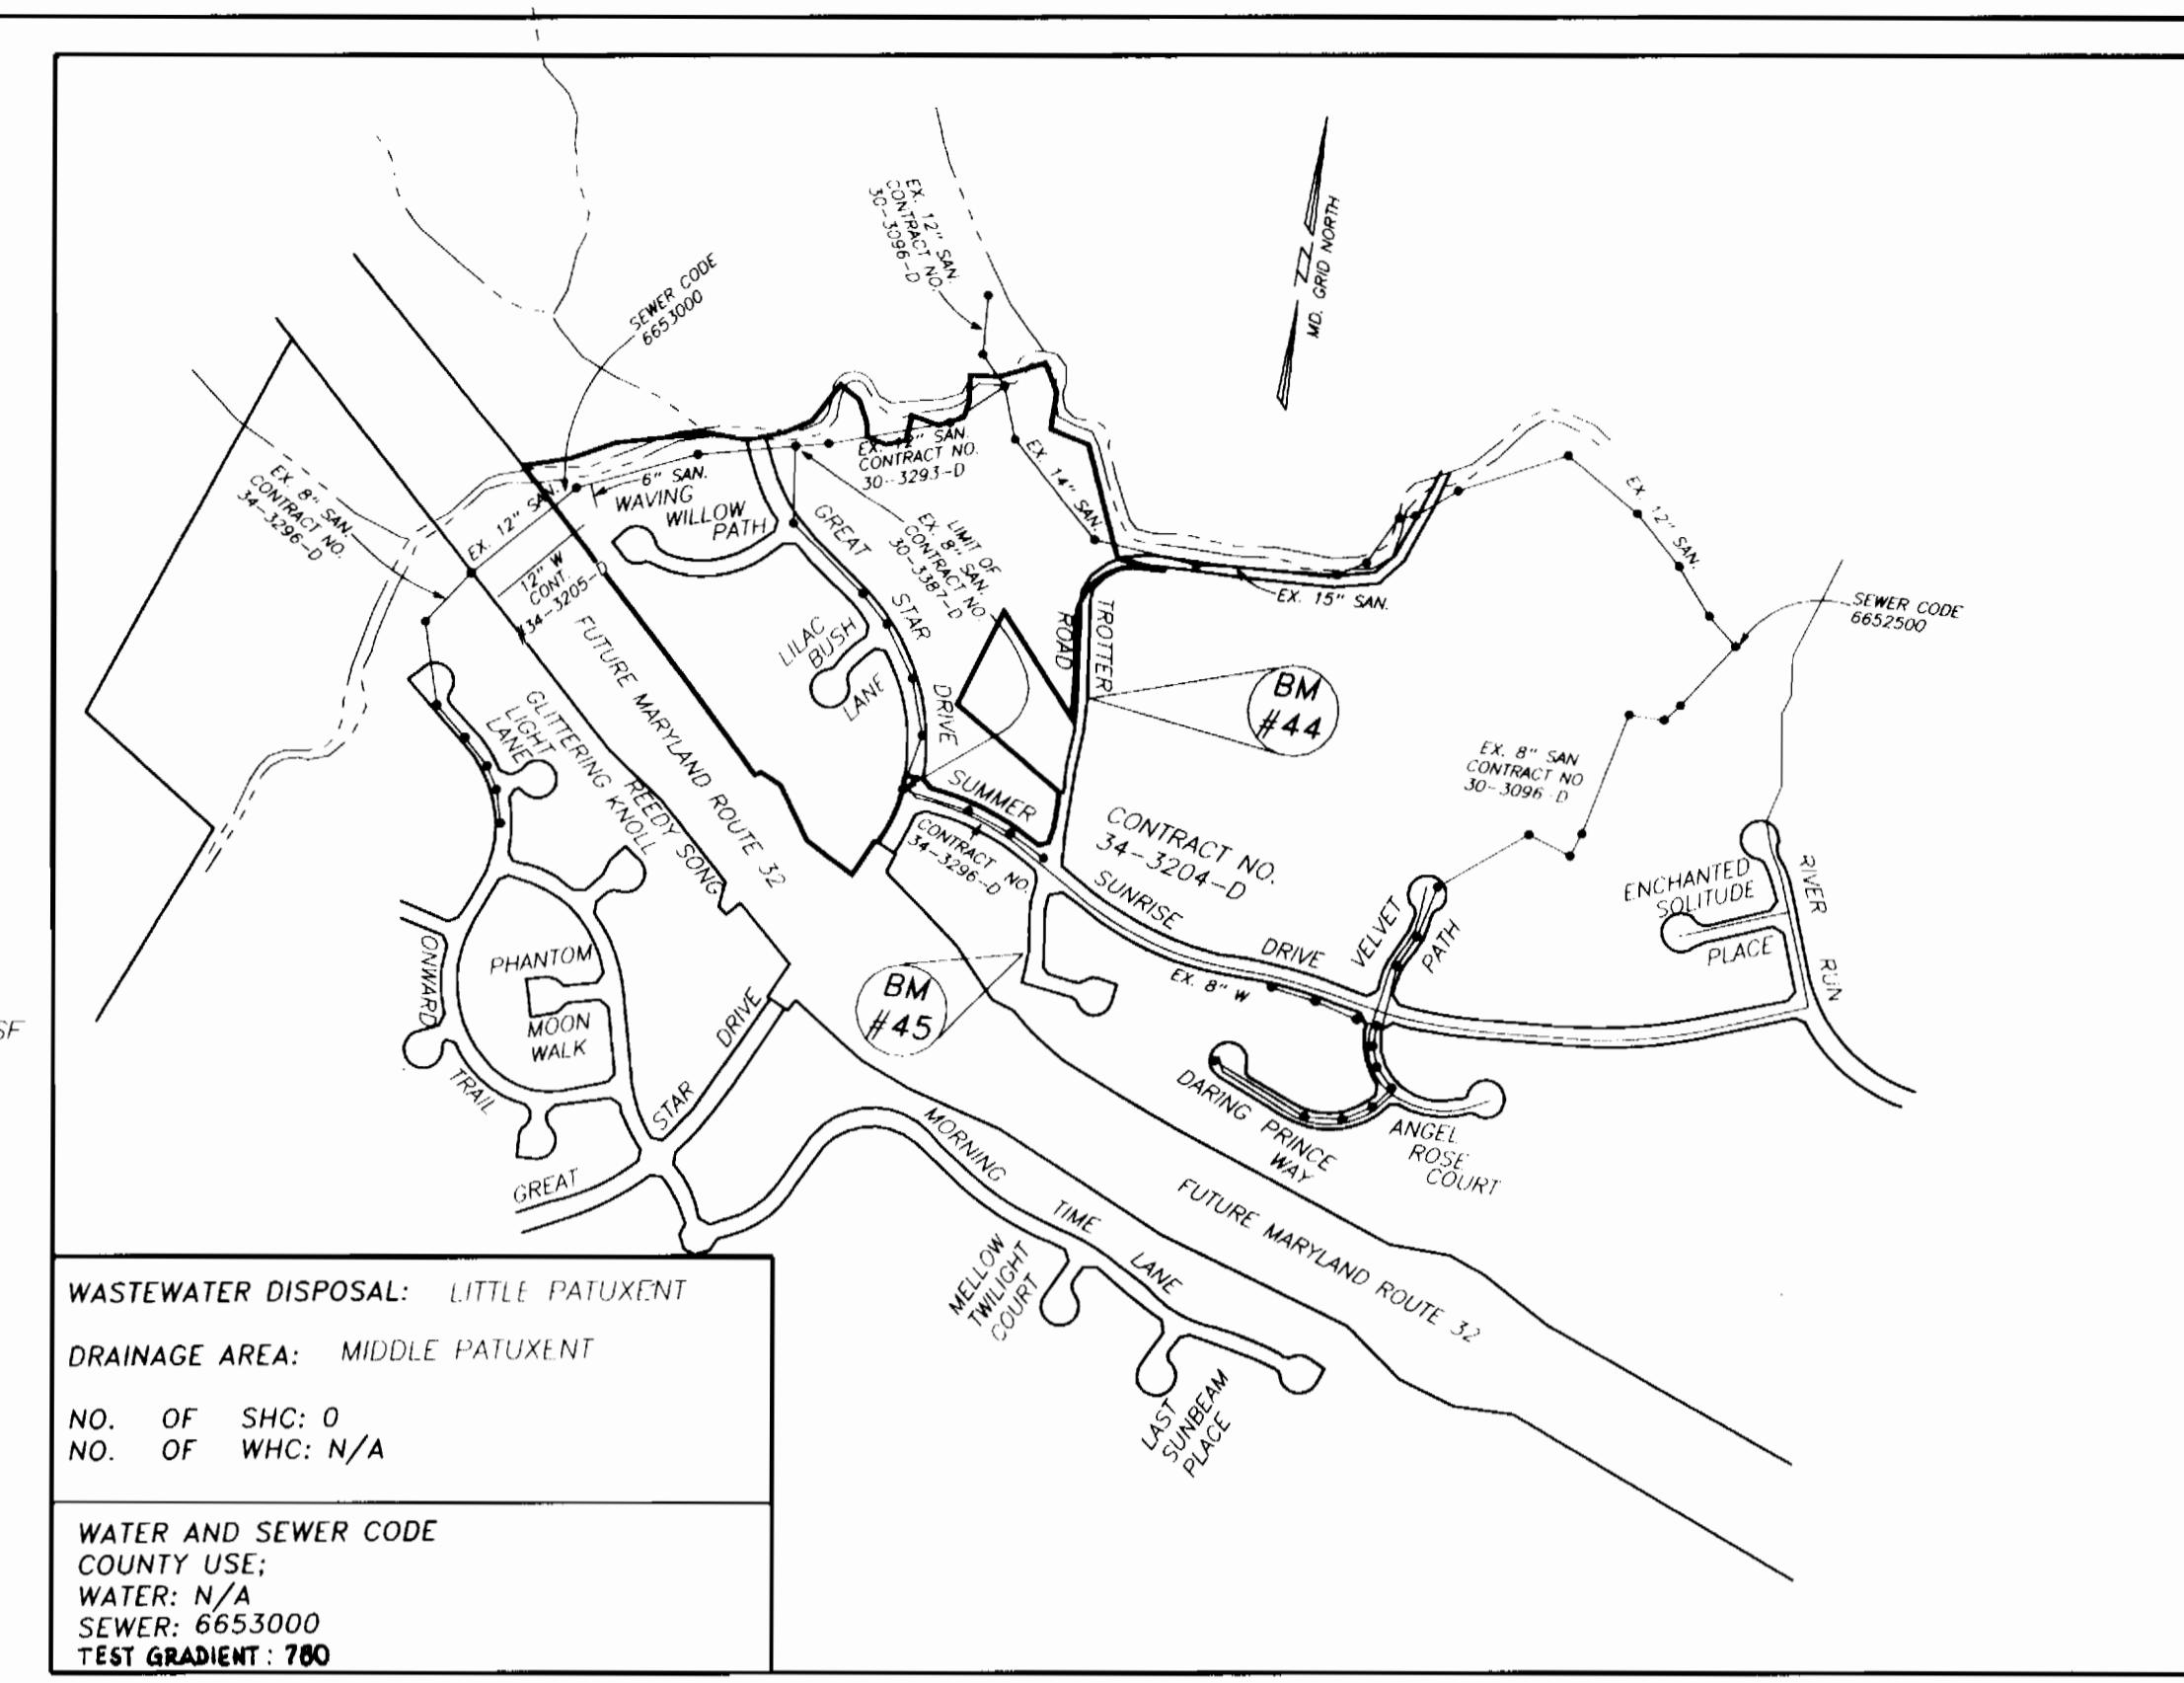 EX. 12" SAN.
CONTRACT NO.
30-3096-D
MD. GRID NORTH
SEWER CODE
6653000
EX. 8" SAN.
CONTRACT NO.
34-3296-D
EX. 12" SAN.
6" SAN.
12" W
CONT.
#34-3205-D
WAVING
WILLOW
PATH
EX. 12" SAN.
CONTRACT NO.
30-3293-D
EX. 14" SAN.
LIMIT OF
EX. 8" SAN.
CONTRACT NO.
30-3387-D
EX. 15" SAN.
EX. 12" SAN.
SEWER CODE
6652500
GREAT
STAR
DRIVE
LILAC
BUSH
LANE
TROTTER
ROAD
BM
#44
FUTURE MARYLAND ROUTE 32
GLITTERING KNOLL
LIGHT
LANE
REEDY SONG
SUMMER
CONTRACT NO.
34-3296-D
CONTRACT NO.
34-3204-D
EX. 8" SAN
CONTRACT NO
30-3096-D
SUNRISE
DRIVE
EX. 8" W
VELVET
PATH
ENCHANTED
SOLITUDE
PLACE
RIVER
RUN
BM
#45
ONWARD
TRAIL
PHANTOM
MOON
WALK
DRIVE
STAR
GREAT
DARING PRINCE
WAY
ANGEL
ROSE
COURT
MORNING
TIME
LANE
FUTURE MARYLAND ROUTE 32
MELLOW
TWILIGHT
COURT
LAST
SUNBEAM
PLACE
SF
WASTEWATER DISPOSAL: LITTLE PATUXENT
DRAINAGE AREA: MIDDLE PATUXENT
NO. OF SHC: 0
NO. OF WHC: N/A
WATER AND SEWER CODE
COUNTY USE;
WATER: N/A
SEWER: 6653000
TEST GRADIENT: 780